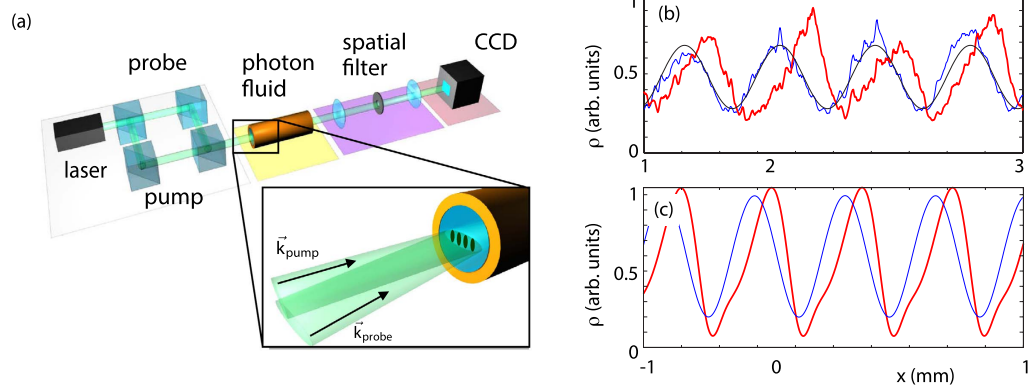 (a)
probe
photon
fluid
spatial
filter
CCD
laser
pump
k⃗pump
k⃗probe
(b)
ρ (arb. units)
1
0.5
0
1
2
3
(c)
ρ (arb. units)
1
0.5
0
-1
0
x (mm)
1